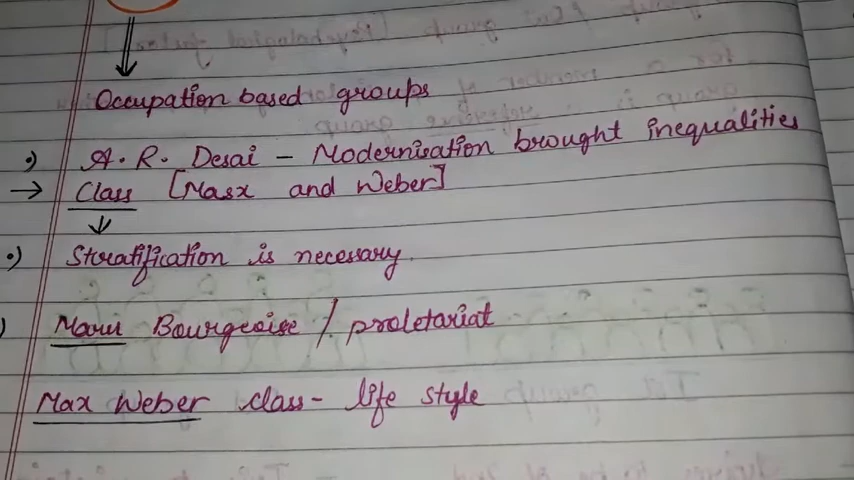 Occupation based groups
•) A. R. Desai – Modernisation brought inequalities
→ Class [Marx and Weber]
•) Stratification is necessary.
) Marx Bourgeoise / proletariat
Max Weber class - life style